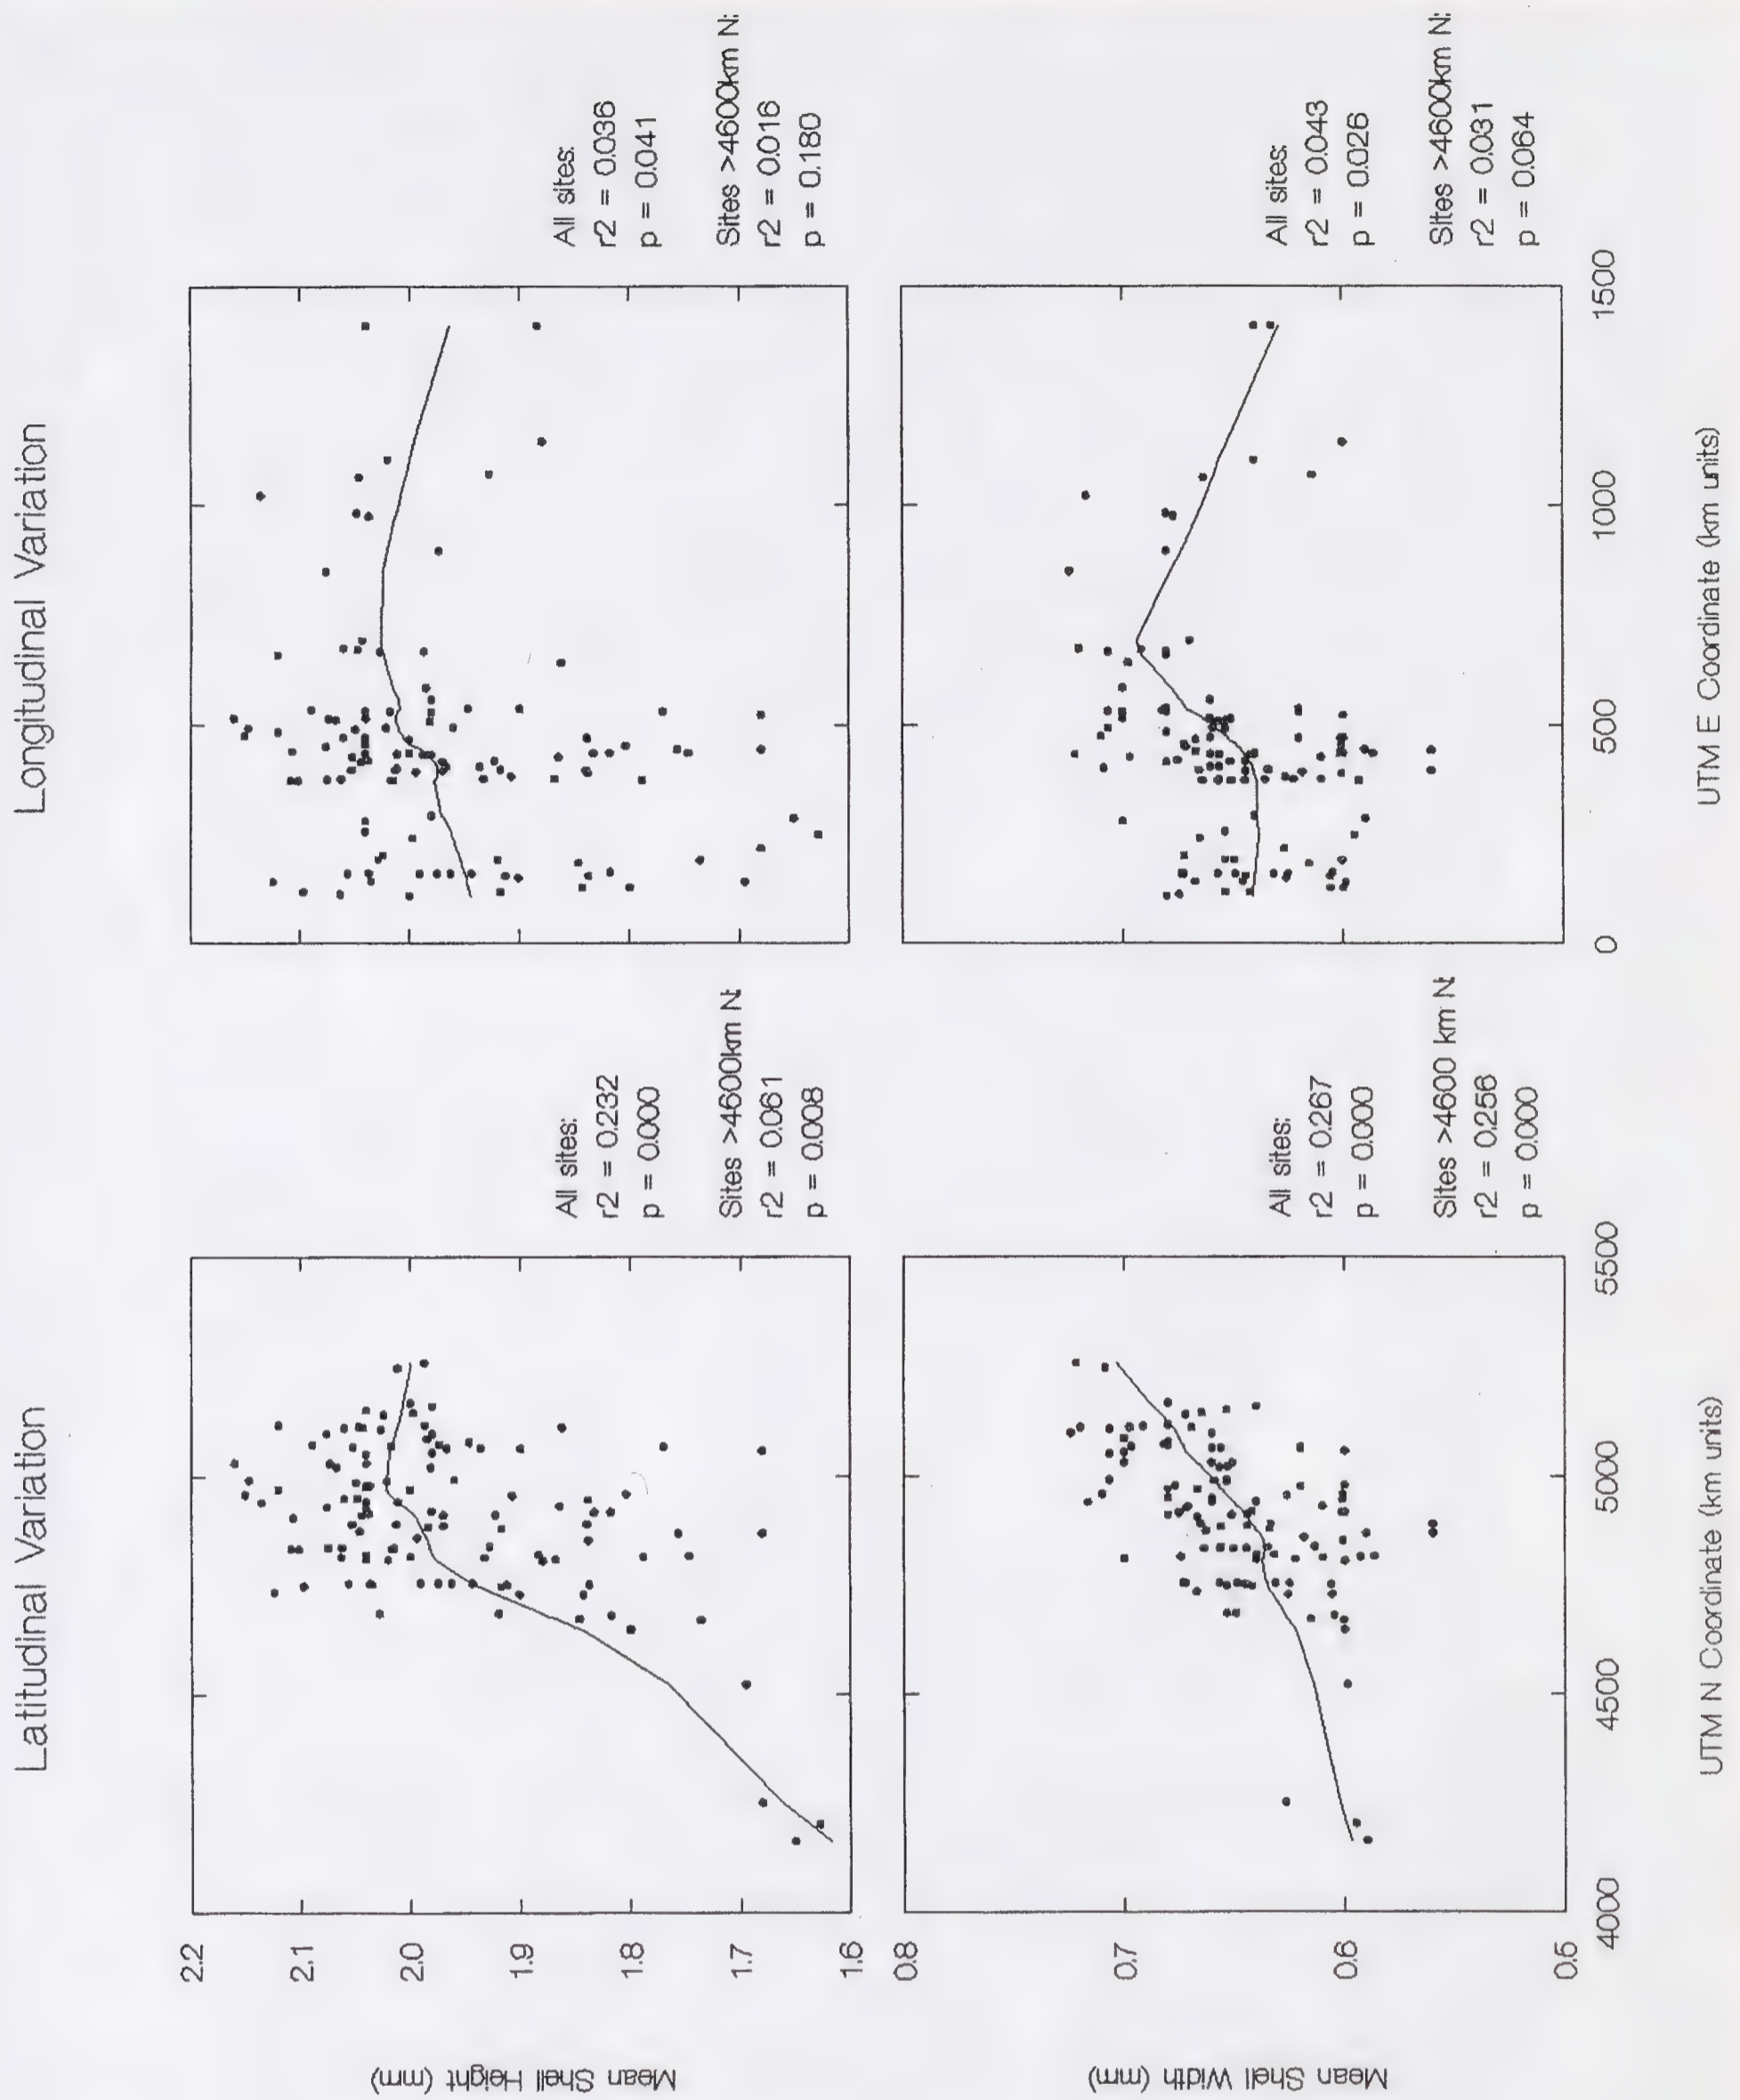 Latitudinal Variation
Longitudinal Variation
Mean Shell Height (mm)
2.2
2.1
2.0
1.9
1.8
1.7
1.6
All sites:
r2 = 0.232
p = 0.000
Sites >4600km N:
r2 = 0.061
p = 0.008
All sites:
r2 = 0.036
p = 0.041
Sites >4600km N:
r2 = 0.016
p = 0.180
Mean Shell Width (mm)
0.8
0.7
0.6
0.5
All sites:
r2 = 0.267
p = 0.000
Sites >4600 km N:
r2 = 0.256
p = 0.000
All sites:
r2 = 0.043
p = 0.026
Sites >4600km N:
r2 = 0.031
p = 0.064
4000 4500 5000 5500
0 500 1000 1500
UTM N Coordinate (km units)
UTM E Coordinate (km units)